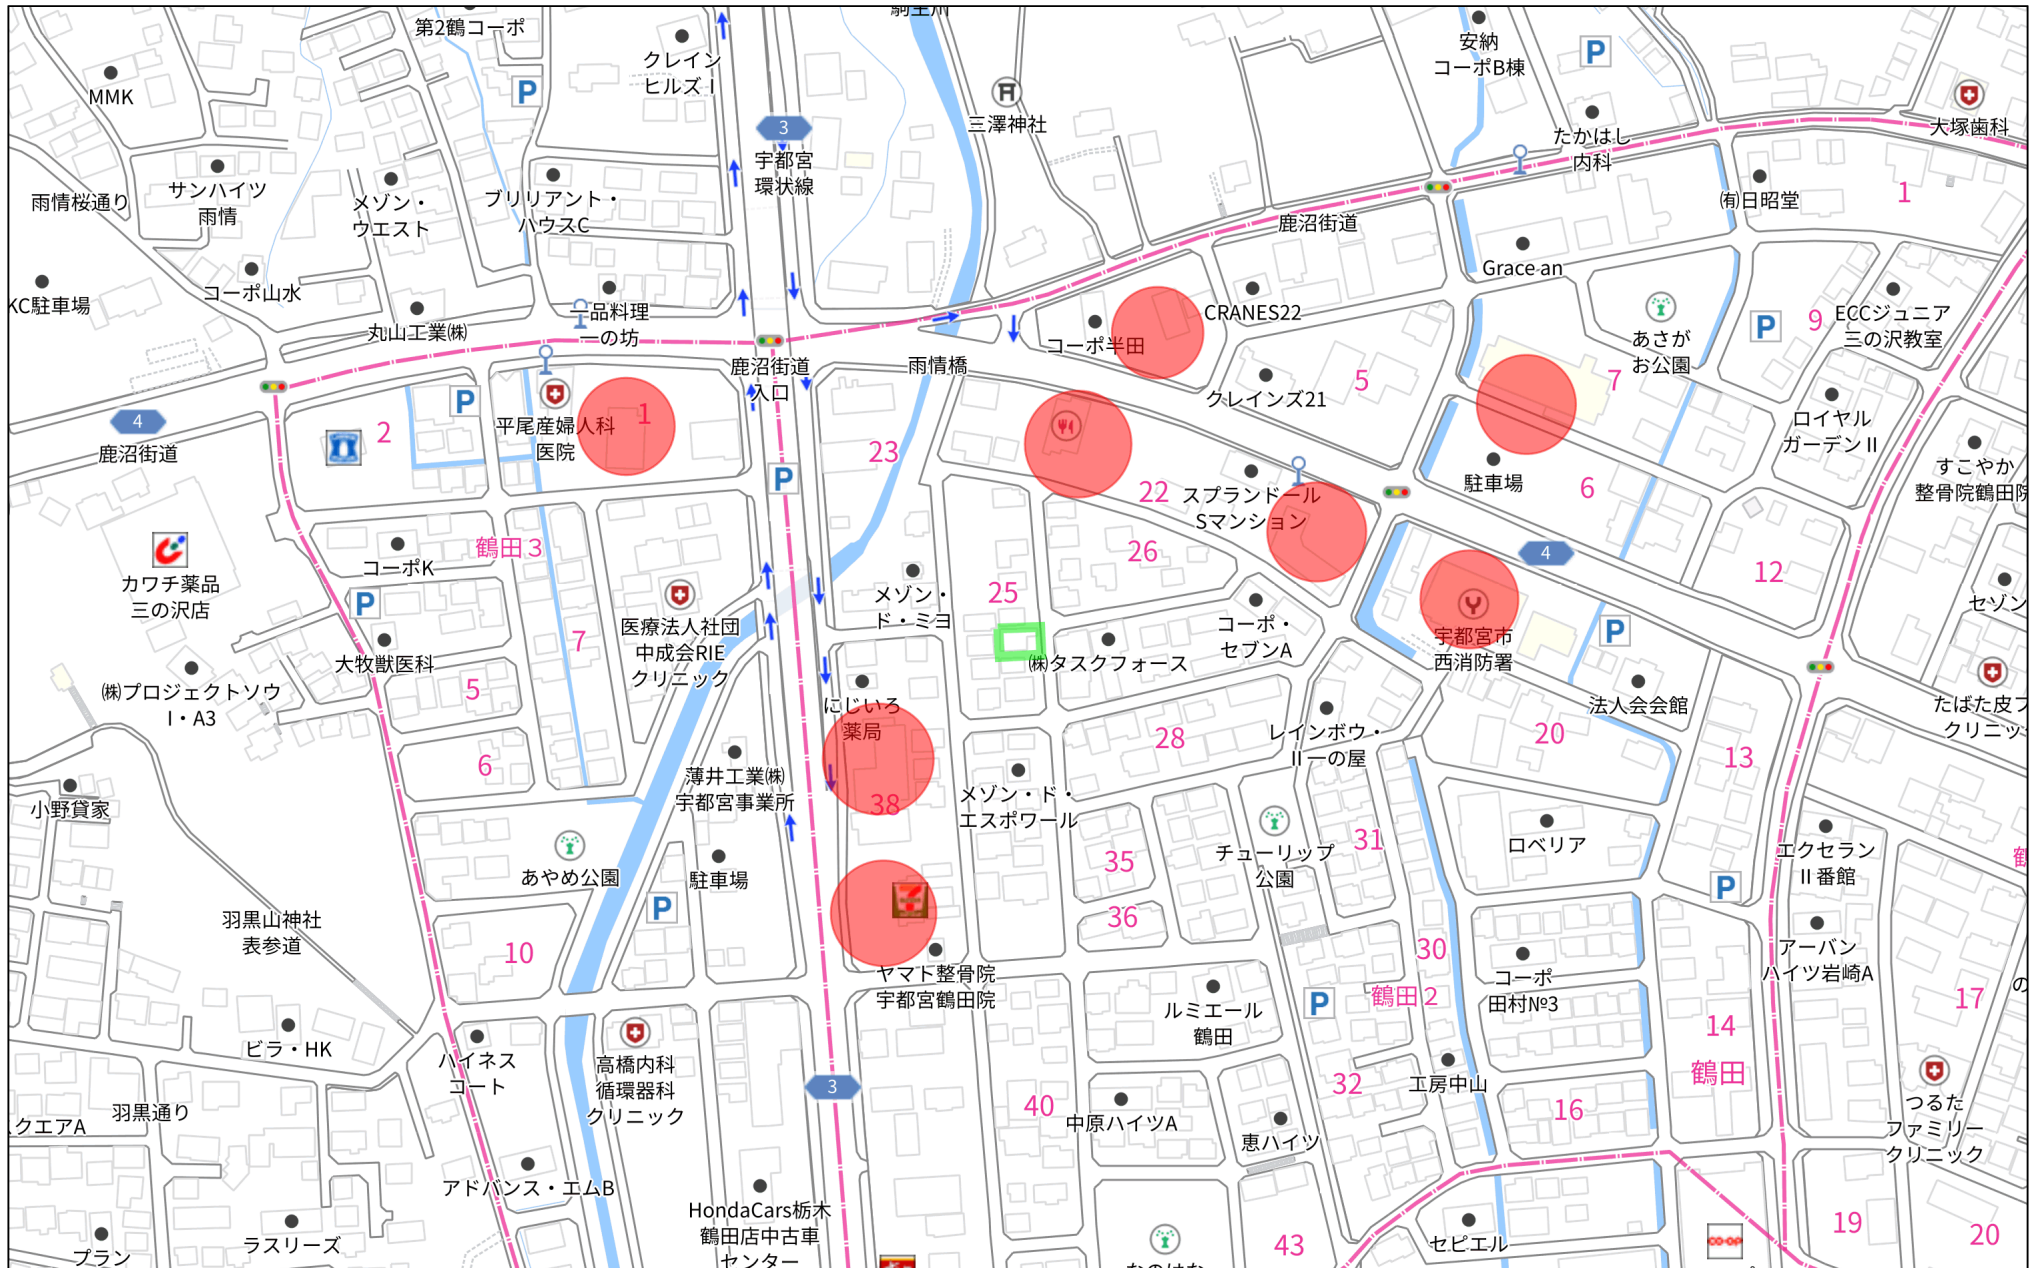 駒生川
第2鶴コーポ
クレイン
ヒルズⅠ
安納
コーポB棟
P
P
MMK
三澤神社
大塚歯科
3
宇都宮
環状線
たかはし
内科
サンハイツ
雨情
雨情桜通り
メゾン・
ウエスト
ブリリアント・
ハウスC
㈲日昭堂
1
鹿沼街道
Grace an
コーポ山水
KC駐車場
丸山工業㈱
一品料理
一の坊
CRANES22
コーポ半田
あさが
お公園
P
9
ECCジュニア
三の沢教室
鹿沼街道
入口
雨情橋
クレインズ21
5
7
P
2
平尾産婦人科
医院
1
4
鹿沼街道
23
ロイヤル
ガーデンⅡ
P
22
スプランドール
Sマンション
駐車場
6
すこやか
整骨院鶴田院
鶴田３
コーポK
26
4
12
カワチ薬品
三の沢店
P
メゾン・
ド・ミヨ
25
セゾン
医療法人社団
中成会RIE
クリニック
7
コーポ・
セブンA
宇都宮市
西消防署
P
大牧獣医科
㈱タスクフォース
㈱プロジェクトソウ
I・A3
5
にじいろ
薬局
法人会会館
たばた皮フ
クリニッ
6
28
レインボウ・
Ⅱ一の屋
20
13
薄井工業㈱
宇都宮事業所
38
メゾン・ド・
エスポワール
小野貸家
31
ロベリア
35
チューリップ
公園
エクセラン
Ⅱ番館
鶴
あやめ公園
駐車場
P
P
羽黒山神社
表参道
10
36
30
アーバン
ハイツ岩崎A
ヤマト整骨院
宇都宮鶴田院
コーポ
田村№3
鶴田２
P
ルミエール
鶴田
17
の
14
鶴田
ビラ・HK
ハイネス
コート
高橋内科
循環器科
クリニック
3
32
工房中山
40
中原ハイツA
16
羽黒通り
クエアA
恵ハイツ
つるた
ファミリー
クリニック
アドバンス・エムB
HondaCars栃木
鶴田店中古車
センター
ラスリーズ
プラン
43
セピエル
CO-OP
19
20
なのはな